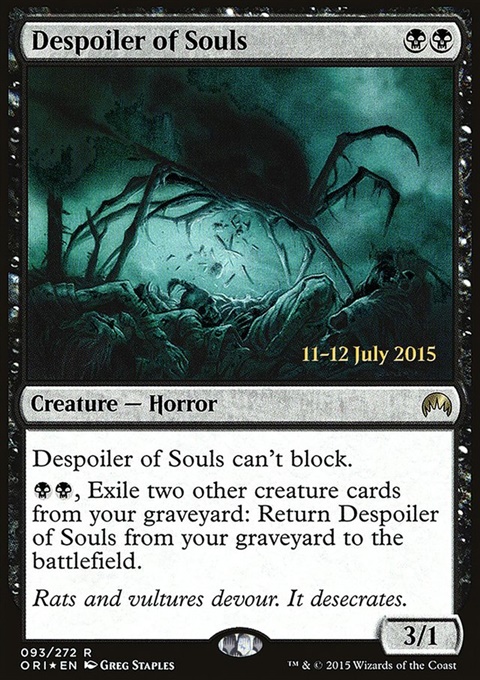 Despoiler of Souls
11-12 July 2015
Creature — Horror
Despoiler of Souls can't block.
, Exile two other creature cards
from your graveyard: Return Despoiler
of Souls from your graveyard to the
battlefield.
Rats and vultures devour. It desecrates.
3/1
093/272 R
ORI★EN Greg Staples
™ & © 2015 Wizards of the Coast